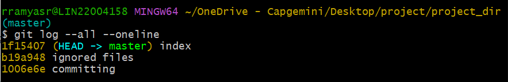 rramyasr@LIN22004158 MINGW64 ~/OneDrive - Capgemini/Desktop/project/project_dir
(master)
$ git log --all --oneline
1f15407 (HEAD -> master) index
b19a948 ignored files
1006e6e committing